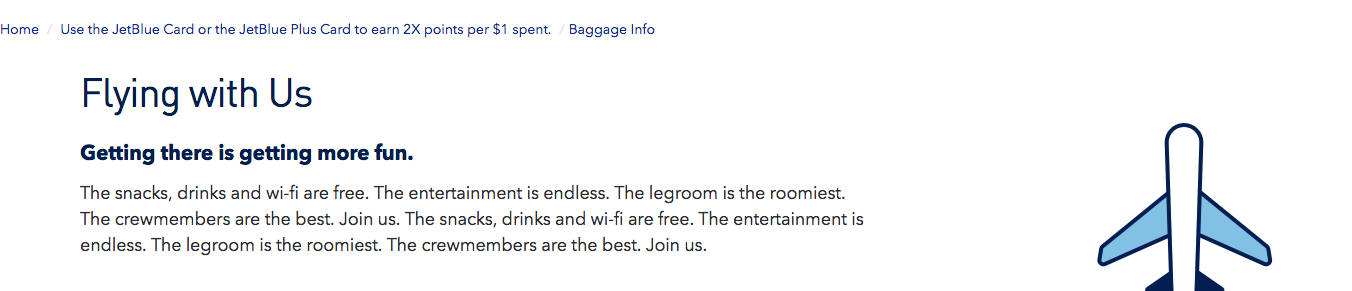 Home / Use the JetBlue Card or the JetBlue Plus Card to earn 2X points per $1 spent. / Baggage Info
Flying with Us
Getting there is getting more fun.
The snacks, drinks and wi-fi are free. The entertainment is endless. The legroom is the roomiest.
The crewmembers are the best. Join us. The snacks, drinks and wi-fi are free. The entertainment is
endless. The legroom is the roomiest. The crewmembers are the best. Join us.